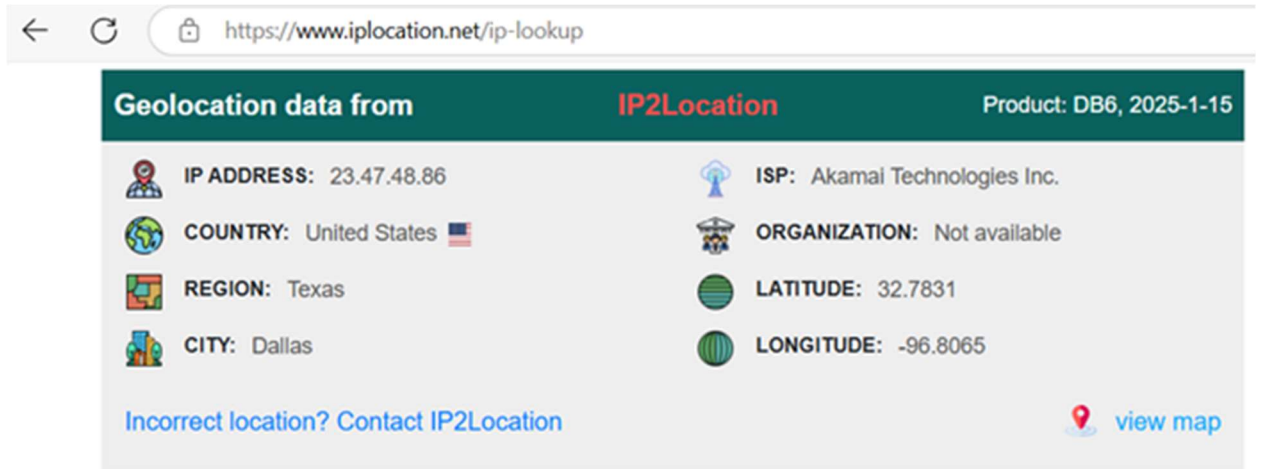 https://www.iplocation.net/ip-lookup
Geolocation data from IP2Location Product: DB6, 2025-1-15
IP ADDRESS: 23.47.48.86 ISP: Akamai Technologies Inc.
COUNTRY: United States ORGANIZATION: Not available
REGION: Texas LATITUDE: 32.7831
CITY: Dallas LONGITUDE: -96.8065
Incorrect location? Contact IP2Location view map